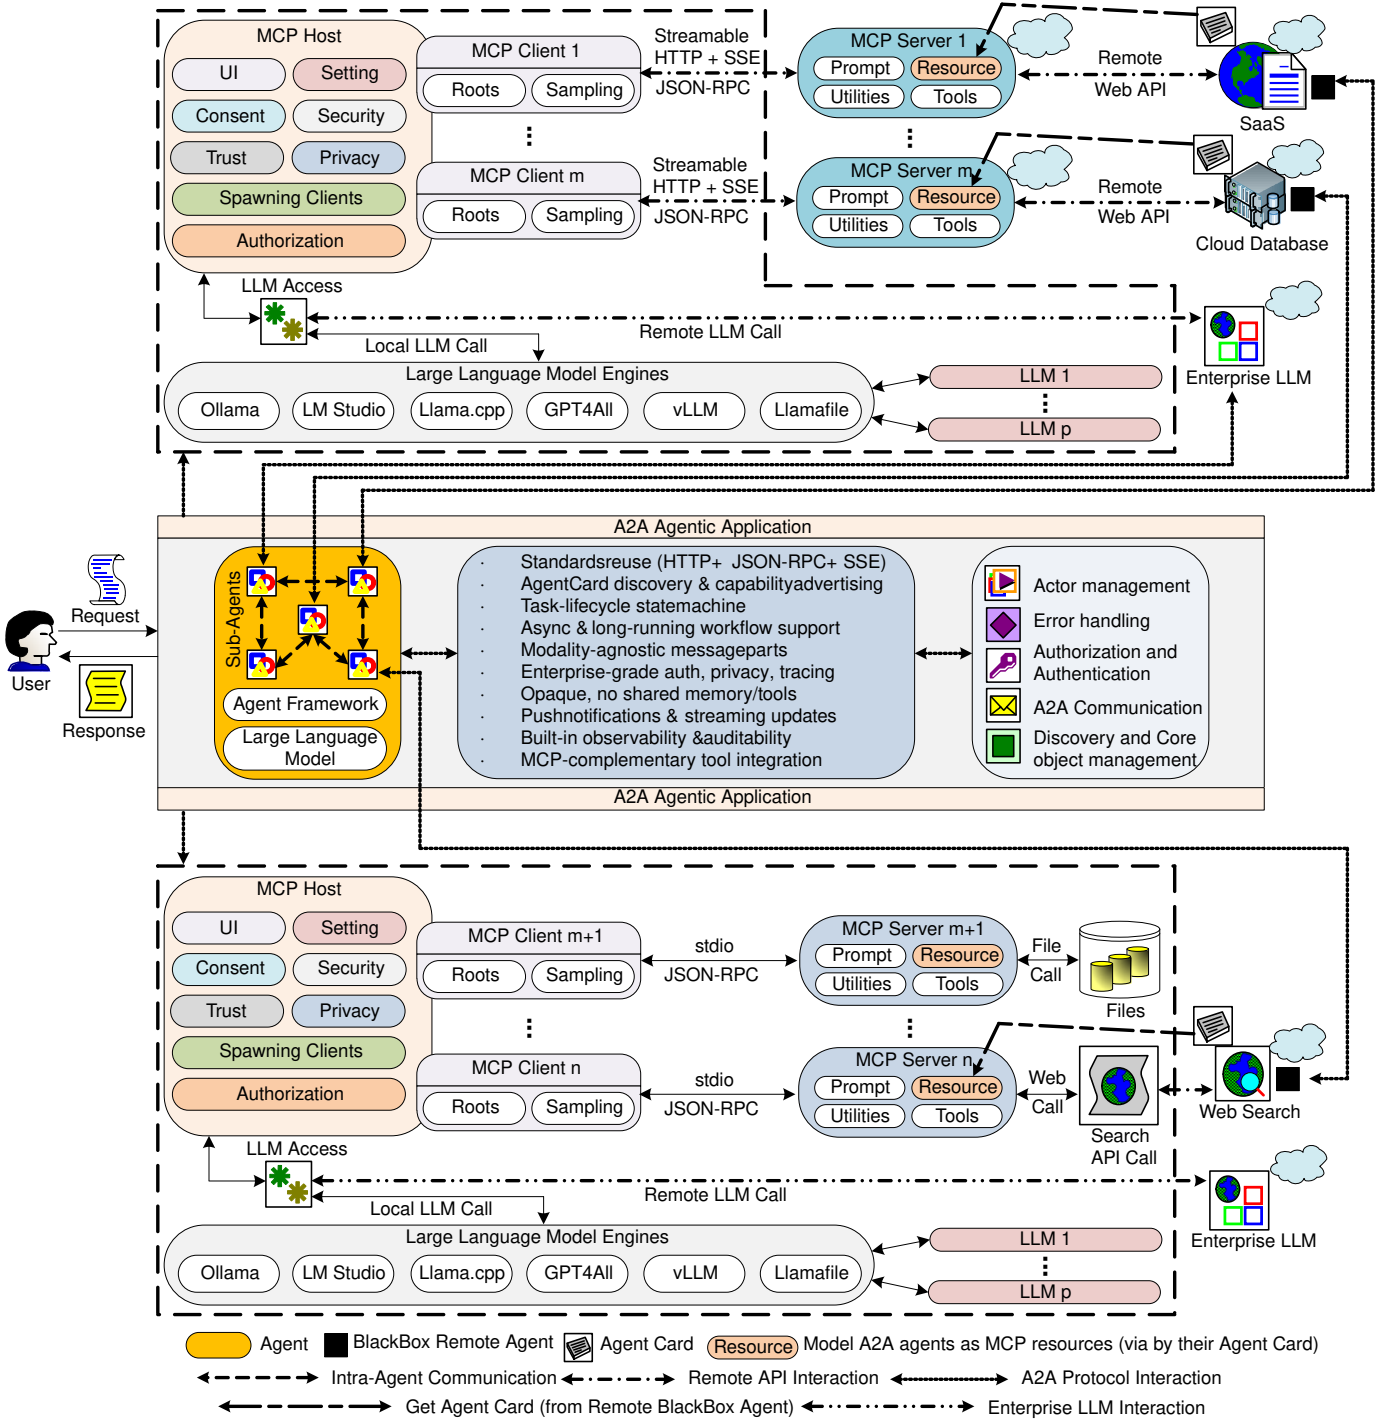 MCP Host
UI
Setting
Consent
Security
Trust
Privacy
Spawning Clients
Authorization
MCP Client 1
Roots
Sampling
MCP Client m
Roots
Sampling
Streamable
HTTP + SSE
JSON-RPC
Streamable
HTTP + SSE
JSON-RPC
MCP Server 1
Prompt
Resource
Utilities
Tools
MCP Server m
Prompt
Resource
Utilities
Tools
Remote
Web API
SaaS
Remote
Web API
Cloud Database
LLM Access
Remote LLM Call
Local LLM Call
Enterprise LLM
Large Language Model Engines
Ollama
LM Studio
Llama.cpp
GPT4All
vLLM
Llamafile
LLM 1
LLM p
A2A Agentic Application
Request
User
Response
Sub-Agents
Agent Framework
Large Language
Model
· Standardsreuse (HTTP+ JSON-RPC+ SSE)
· AgentCard discovery & capabilityadvertising
· Task-lifecycle statemachine
· Async & long-running workflow support
· Modality-agnostic messageparts
· Enterprise-grade auth, privacy, tracing
· Opaque, no shared memory/tools
· Pushnotifications & streaming updates
· Built-in observability &auditability
· MCP-complementary tool integration
Actor management
Error handling
Authorization and
Authentication
A2A Communication
Discovery and Core
object management
A2A Agentic Application
MCP Host
UI
Setting
Consent
Security
Trust
Privacy
Spawning Clients
Authorization
MCP Client m+1
Roots
Sampling
MCP Client n
Roots
Sampling
stdio
JSON-RPC
stdio
JSON-RPC
MCP Server m+1
Prompt
Resource
Utilities
Tools
MCP Server n
Prompt
Resource
Utilities
Tools
File
Call
Files
Web
Call
Search
API Call
Web Search
LLM Access
Remote LLM Call
Local LLM Call
Enterprise LLM
Large Language Model Engines
Ollama
LM Studio
Llama.cpp
GPT4All
vLLM
Llamafile
LLM 1
LLM p
Agent
BlackBox Remote Agent
Agent Card
Resource
Model A2A agents as MCP resources (via by their Agent Card)
Intra-Agent Communication
Remote API Interaction
A2A Protocol Interaction
Get Agent Card (from Remote BlackBox Agent)
Enterprise LLM Interaction